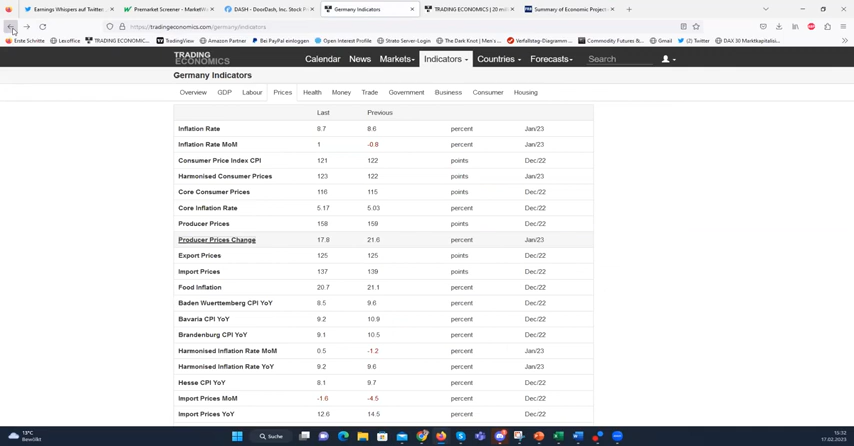 Earnings Whispers auf Twitter:
Premarket Screener - MarketW
DASH - DoorDash, Inc. Stock P
Germany Indicators
TRADING ECONOMICS | 20 mil
Summary of Economic Project
https://tradingeconomics.com/germany/indicators
Erste Schritte
Lex.office
TRADING ECONOMIC...
TradingView
Amazon Partner
Bei PayPal einloggen
Open Interest Profile
Strato Server-Login
The Dark Knot | Men's ...
Verfallstag-Diagramm ...
Commodity Futures &...
Gmail
(2) Twitter
DAX 30 Marktkapitalisi...
TRADING
ECONOMICS
Calendar News Markets Indicators Countries Forecasts Search
Germany Indicators
Overview GDP Labour Prices Health Money Trade Government Business Consumer Housing
Last Previous
Inflation Rate 8.7 8.6 percent Jan/23
Inflation Rate MoM 1 -0.8 percent Jan/23
Consumer Price Index CPI 121 122 points Dec/22
Harmonised Consumer Prices 123 122 points Jan/23
Core Consumer Prices 116 115 points Dec/22
Core Inflation Rate 5.17 5.03 percent Dec/22
Producer Prices 158 159 points Dec/22
Producer Prices Change 17.8 21.6 percent Jan/23
Export Prices 125 125 points Dec/22
Import Prices 137 139 points Dec/22
Food Inflation 20.7 21.1 percent Dec/22
Baden Wuerttemberg CPI YoY 8.5 9.6 percent Dec/22
Bavaria CPI YoY 9.2 10.9 percent Dec/22
Brandenburg CPI YoY 9.1 10.5 percent Dec/22
Harmonised Inflation Rate MoM 0.5 -1.2 percent Jan/23
Harmonised Inflation Rate YoY 9.2 9.6 percent Jan/23
Hesse CPI YoY 8.1 9.7 percent Dec/22
Import Prices MoM -1.6 -4.5 percent Dec/22
Import Prices YoY 12.6 14.5 percent Dec/22
13°C
Bewölkt
Suche
15:32
17.02.2023